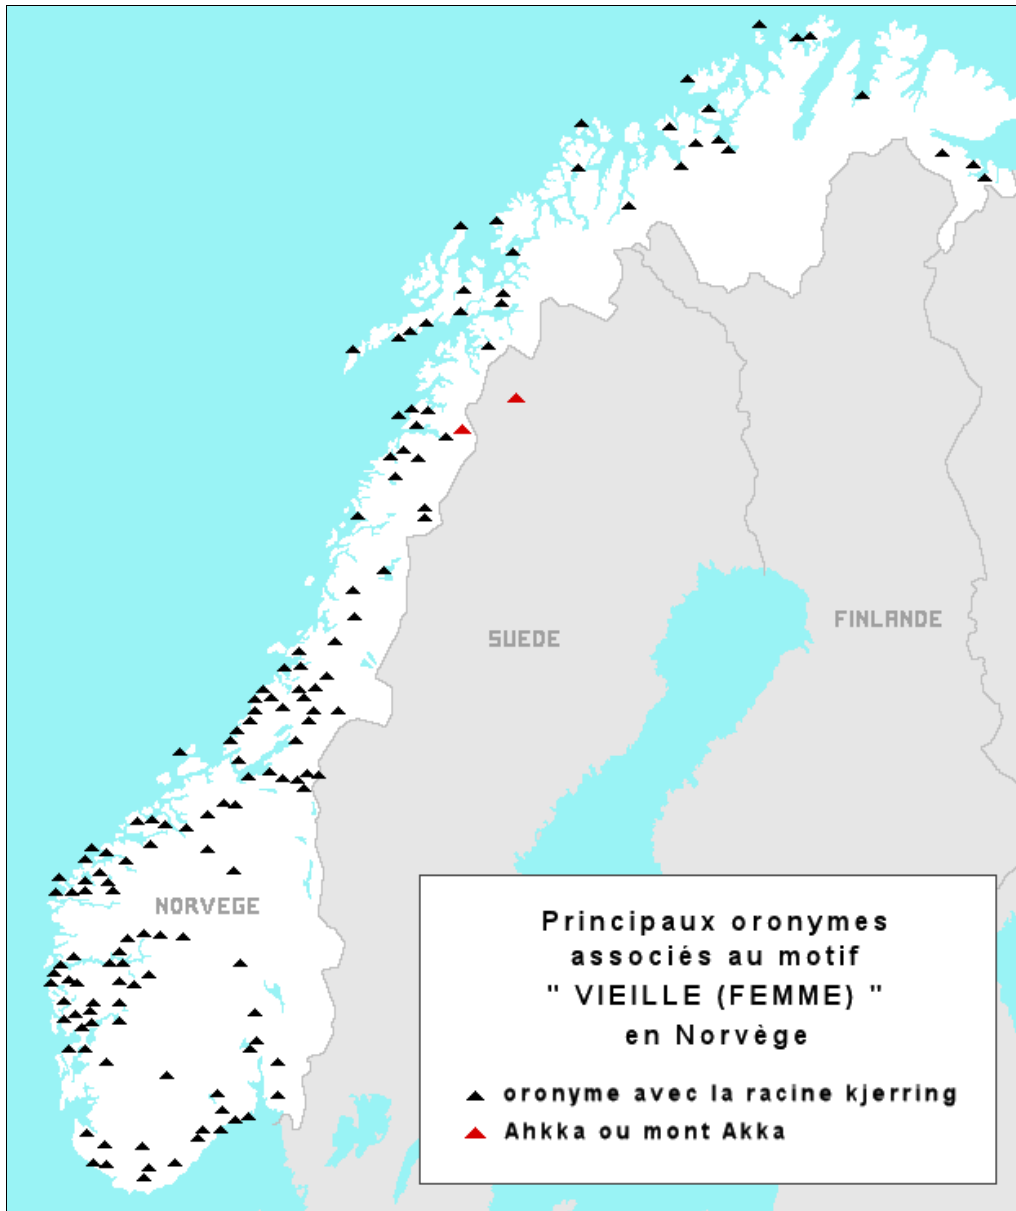 FINLANDE
SUEDE
NORVEGE
Principaux oronymes
associés au motif
" VIEILLE (FEMME) "
en Norvège
oronyme avec la racine kjerring
Ahkka ou mont Akka